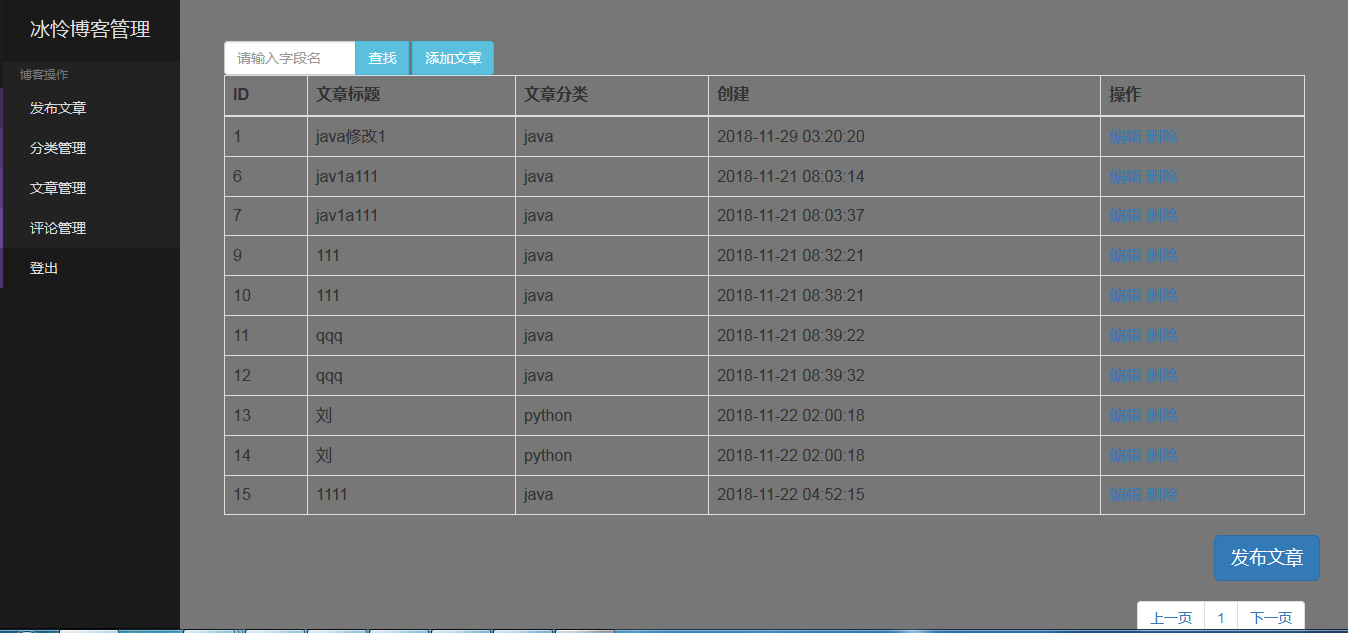 冰怜博客管理
博客操作
发布文章
分类管理
文章管理
评论管理
登出
请输入字段名 查找 添加文章
ID 文章标题 文章分类 创建 操作
1 java修改1 java 2018-11-29 03:20:20 编辑 删除
6 jav1a111 java 2018-11-21 08:03:14 编辑 删除
7 jav1a111 java 2018-11-21 08:03:37 编辑 删除
9 111 java 2018-11-21 08:32:21 编辑 删除
10 111 java 2018-11-21 08:38:21 编辑 删除
11 qqq java 2018-11-21 08:39:22 编辑 删除
12 qqq java 2018-11-21 08:39:32 编辑 删除
13 刘 python 2018-11-22 02:00:18 编辑 删除
14 刘 python 2018-11-22 02:00:18 编辑 删除
15 1111 java 2018-11-22 04:52:15 编辑 删除
发布文章
上一页 1 下一页